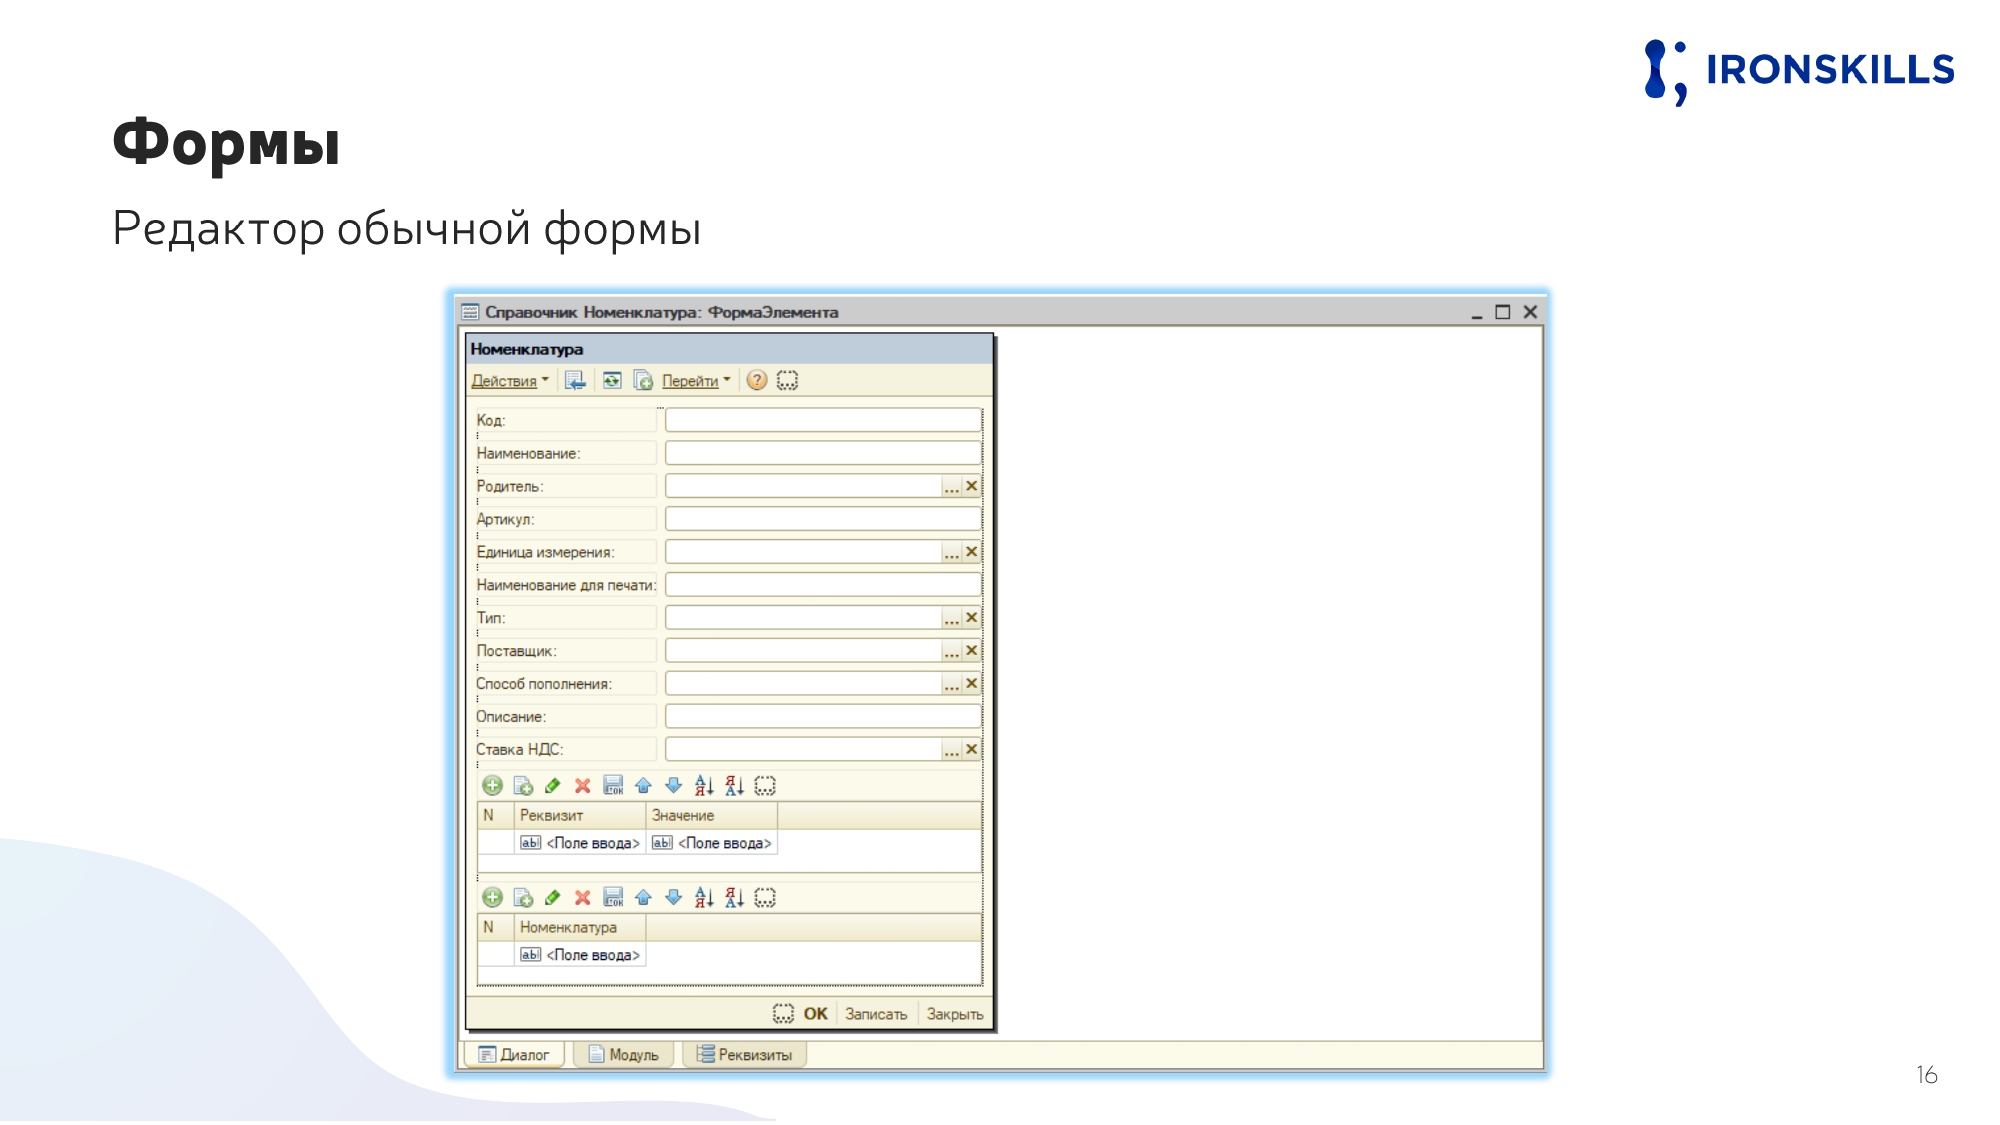 IRONSKILLS
Формы
Редактор обычной формы
Справочник Номенклатура: ФормаЭлемента
Номенклатура
Действия Перейти
Код:
Наименование:
Родитель:
Артикул:
Единица измерения:
Наименование для печати:
Тип:
Поставщик:
Способ пополнения:
Описание:
Ставка НДС:
N Реквизит Значение
<Поле ввода> <Поле ввода>
N Номенклатура
<Поле ввода>
OK Записать Закрыть
Диалог Модуль Реквизиты
16